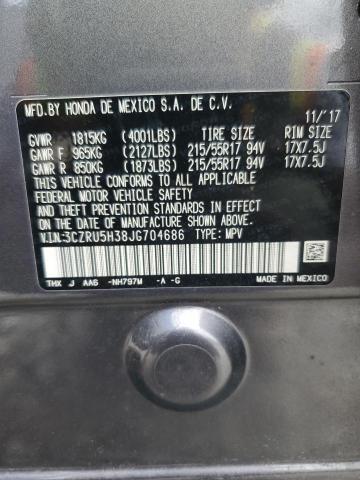 MFD.BY HONDA DE MEXICO S.A. DE C.V.
11/'17
GVWR 1815KG (4001LBS) TIRE SIZE RIM SIZE
GAWR F 965KG (2127LBS) 215/55R17 94V 17X7.5J
GAWR R 850KG (1873LBS) 215/55R17 94V 17X7.5J
THIS VEHICLE CONFORMS TO ALL APPLICABLE
FEDERAL MOTOR VEHICLE SAFETY
AND THEFT PREVENTION STANDARDS IN EFFECT
ON THE DATE OF MANUFACTURE SHOWN ABOVE.
V.I.N:3CZRU5H38JG704686 TYPE: MPV
THX J AA6 -NH797M -A -G MADE IN MEXICO